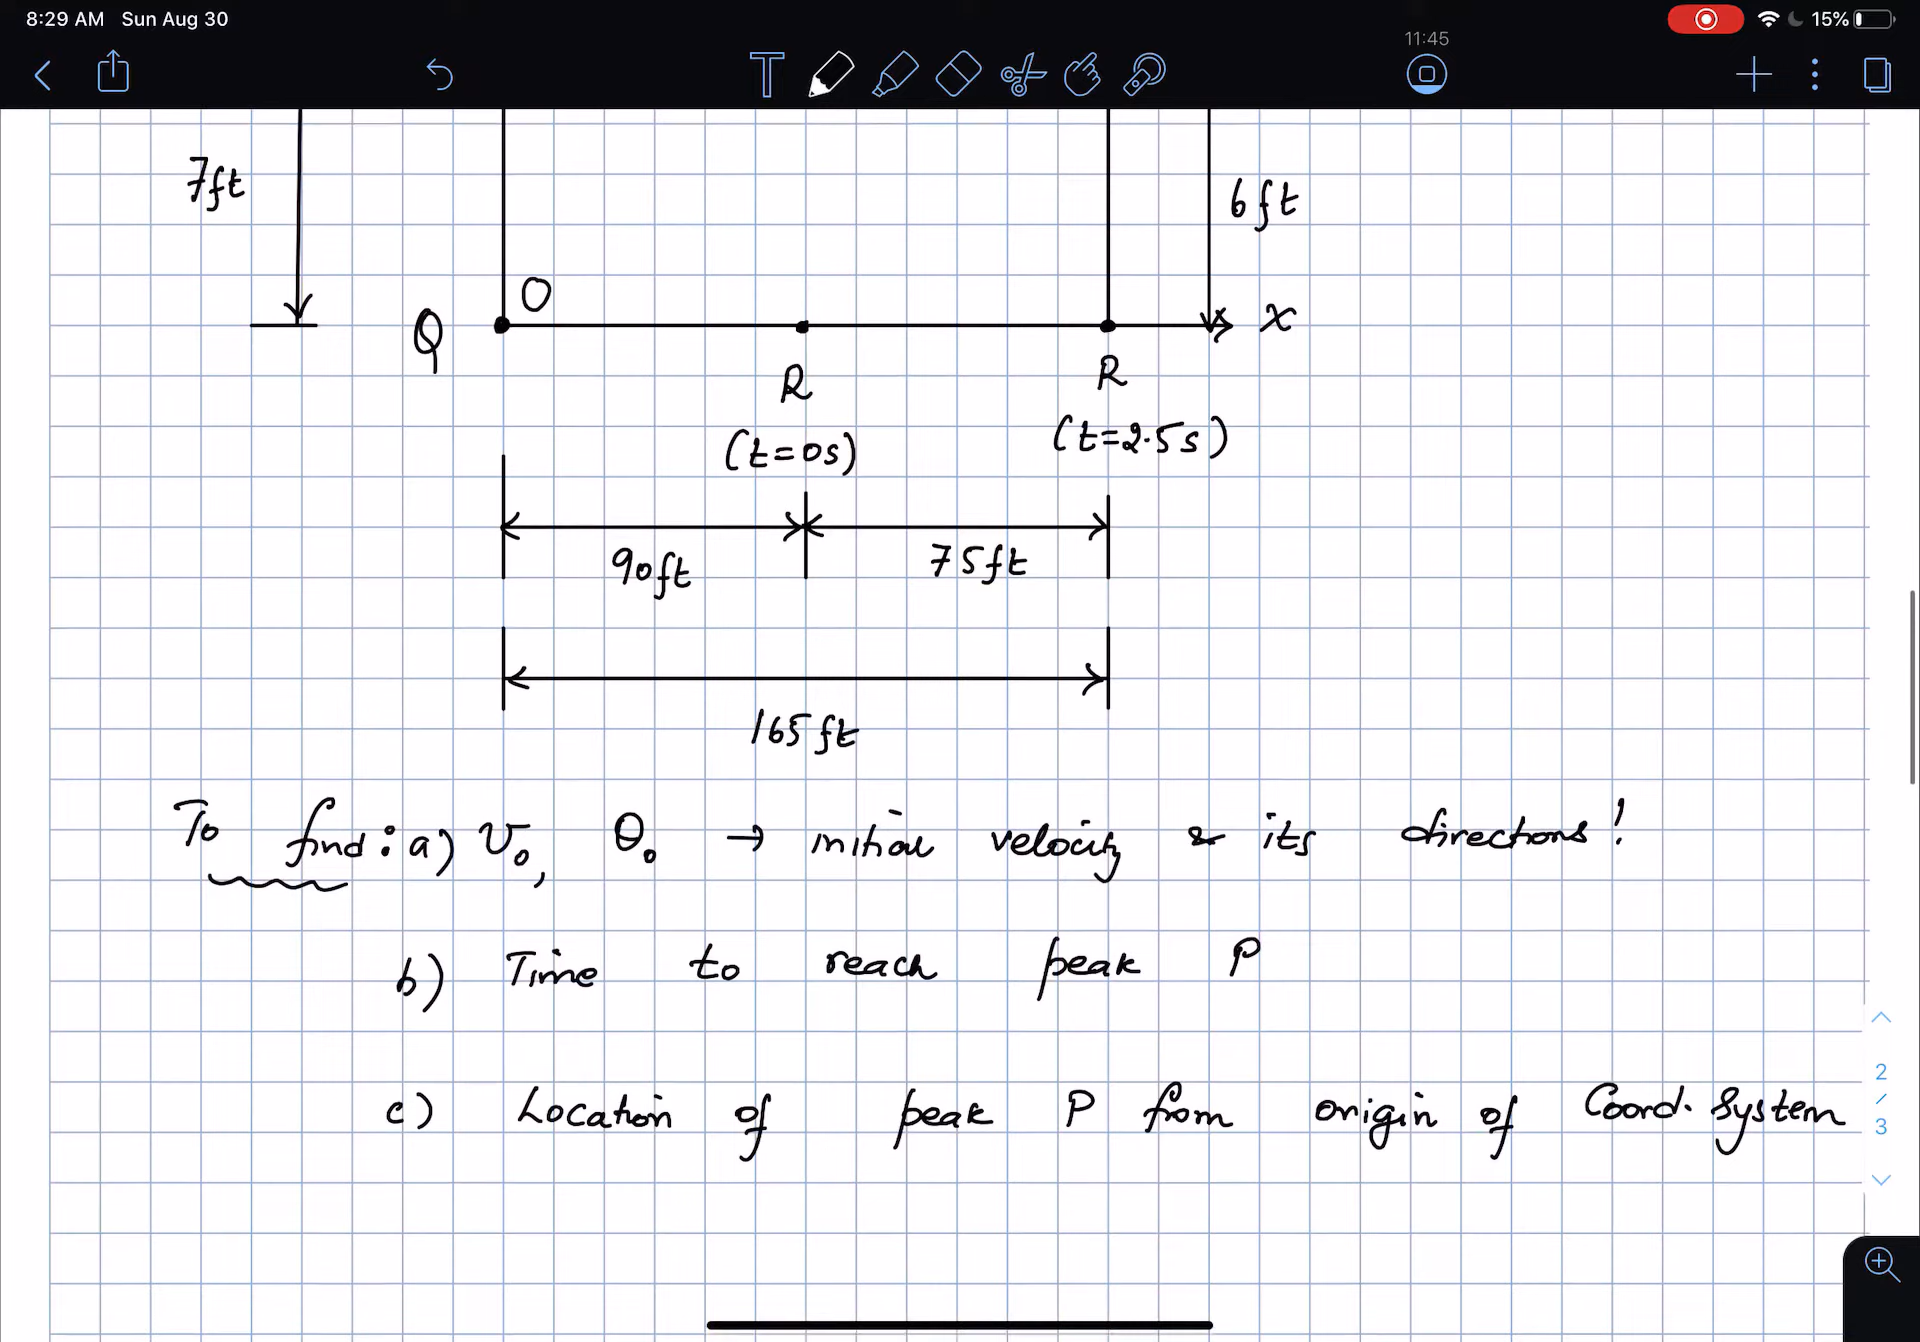 8:29 AM Sun Aug 30
15%
11:45
T
7ft
6ft
O
Q
x
R
R
(t=0s)
(t=2.5s)
90ft
75ft
165ft
To find: a) v₀, θ₀ → initial velocity & its directions!
b) Time to reach peak P
c) Location of peak P from origin of Coord. System
2
/
3